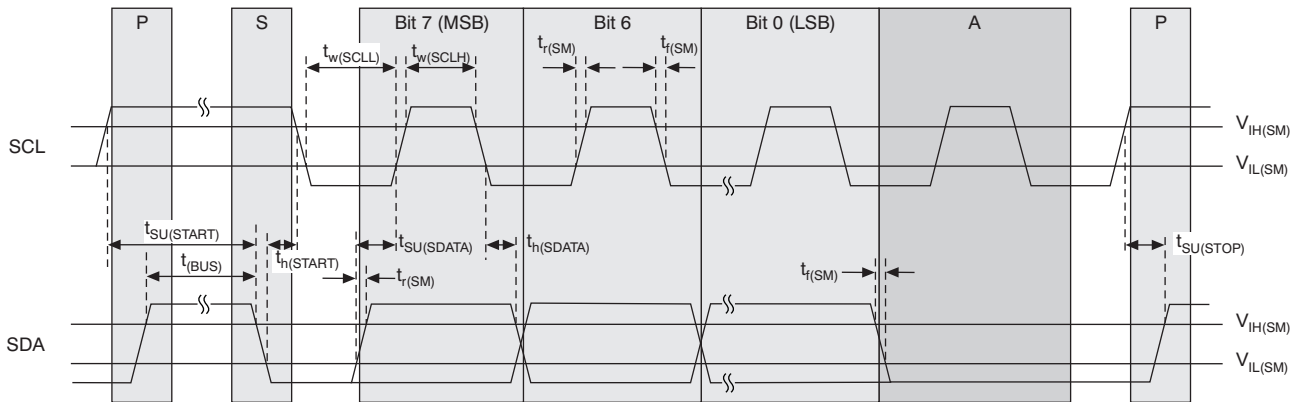 P S Bit 7 (MSB) Bit 6 Bit 0 (LSB) A P
tw(SCLL) tw(SCLH) tr(SM) tf(SM)
VIH(SM)
SCL
VIL(SM)
tSU(START) th(START) tSU(SDATA) th(SDATA) tSU(STOP)
t(BUS) tr(SM) tf(SM)
VIH(SM)
SDA
VIL(SM)